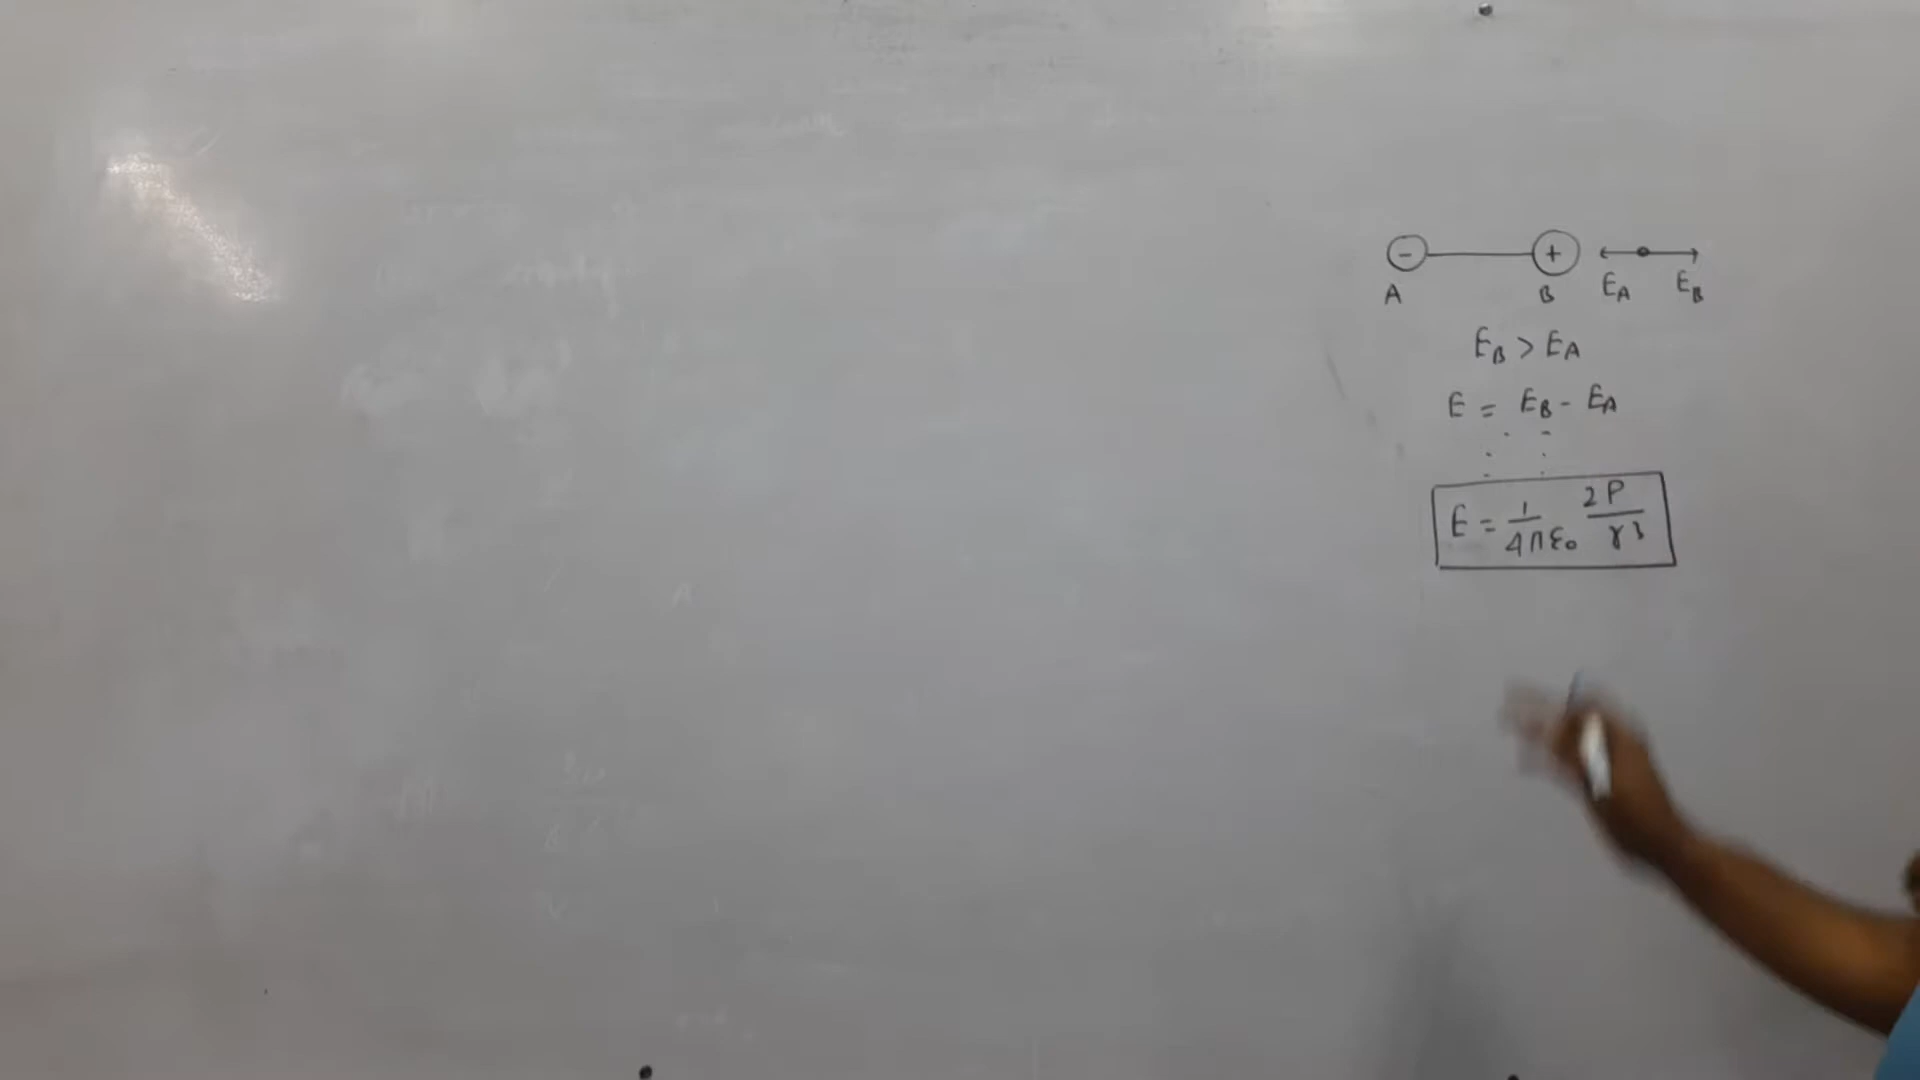 - +
A B E_A E_B
E_B > E_A
E = E_B - E_A
E = 1/4πε₀ 2P/r³